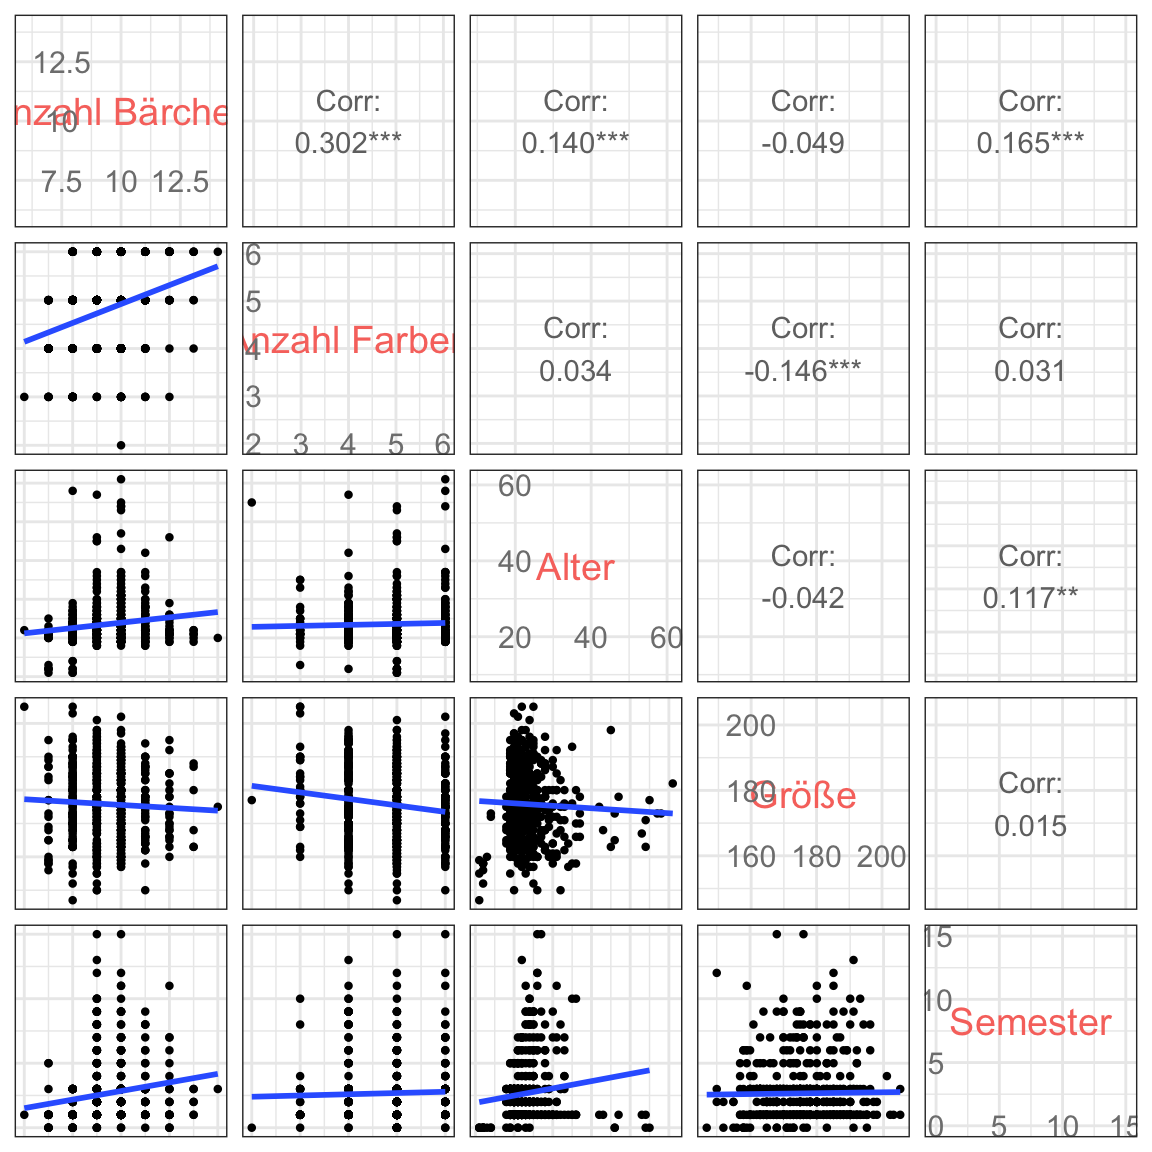 12.5
nzahl Bärche
10
7.5 10 12.5
Corr:
0.302***
Corr:
0.140***
Corr:
-0.049
Corr:
0.165***
6
5
Anzahl Farben
4
3
2 3 4 5 6
Corr:
0.034
Corr:
-0.146***
Corr:
0.031
60
40
Alter
20 40 60
Corr:
-0.042
Corr:
0.117**
200
180
Größe
160 180 200
Corr:
0.015
15
10
Semester
5
0 5 10 15